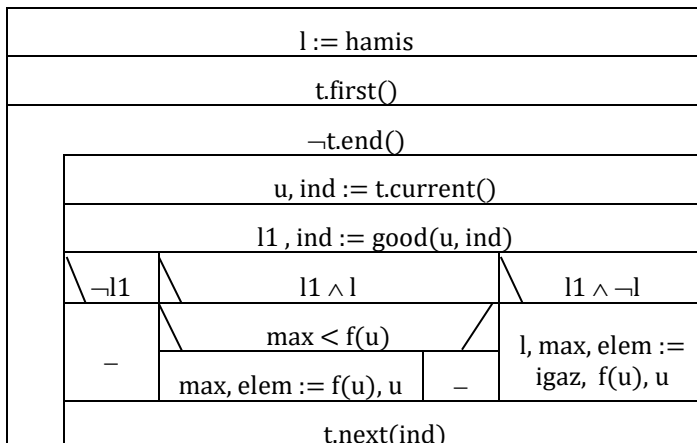 l := hamis
t.first()
¬t.end()
u, ind := t.current()
l1 , ind := good(u, ind)
¬l1
l1 ∧ l
l1 ∧ ¬l
–
max < f(u)
max, elem := f(u), u
–
l, max, elem :=
igaz, f(u), u
t.next(ind)